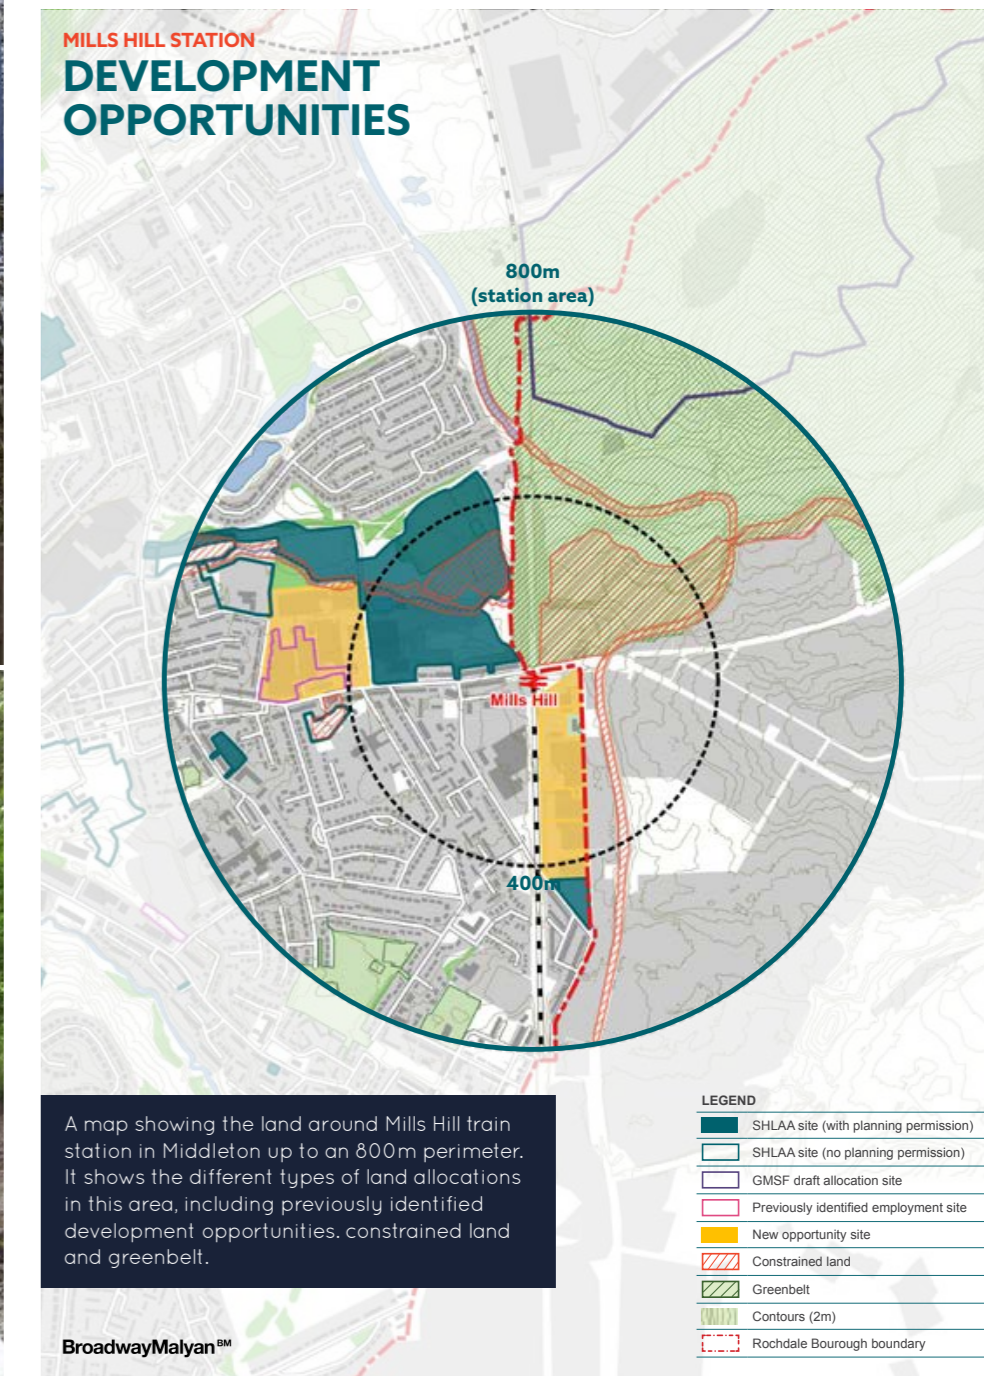 MILLS HILL STATION
DEVELOPMENT
OPPORTUNITIES
800m
(station area)
Mills Hill
400m
A map showing the land around Mills Hill train
station in Middleton up to an 800m perimeter.
It shows the different types of land allocations
in this area, including previously identified
development opportunities. constrained land
and greenbelt.
BroadwayMalyan BM
LEGEND
SHLAA site (with planning permission)
SHLAA site (no planning permission)
GMSF draft allocation site
Previously identified employment site
New opportunity site
Constrained land
Greenbelt
Contours (2m)
Rochdale Bourough boundary